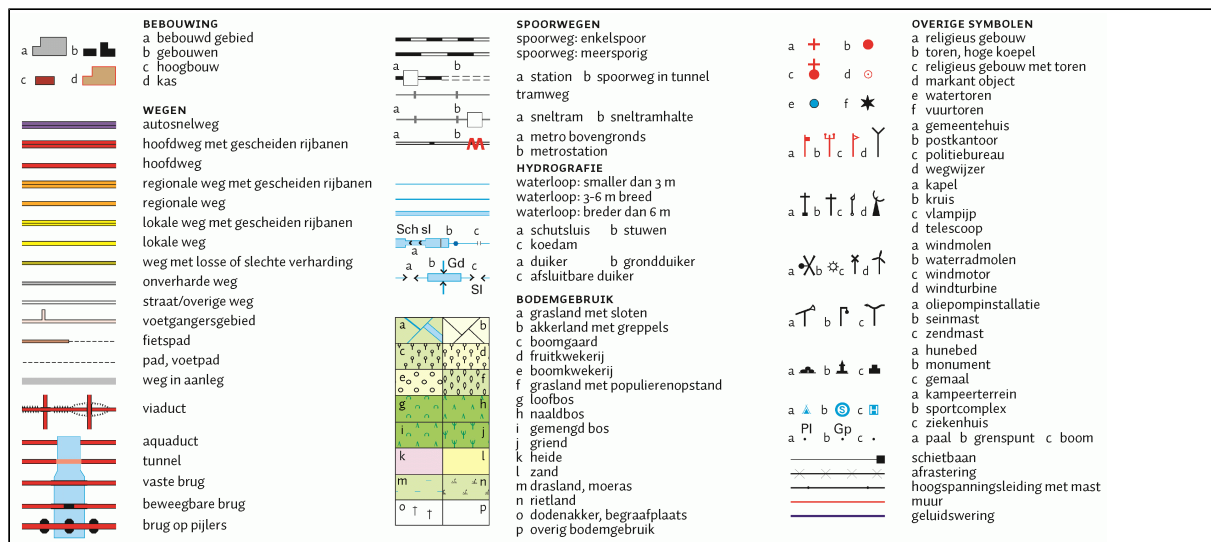 BEBOUWING
a bebouwd gebied
b gebouwen
c hoogbouw
d kas
a b
c d
WEGEN
autosnelweg
hoofdweg met gescheiden rijbanen
hoofdweg
regionale weg met gescheiden rijbanen
regionale weg
lokale weg met gescheiden rijbanen
lokale weg
weg met losse of slechte verharding
onverharde weg
straat/overige weg
voetgangersgebied
fietspad
pad, voetpad
weg in aanleg
viaduct
aquaduct
tunnel
vaste brug
beweegbare brug
brug op pijlers
SPOORWEGEN
spoorweg: enkelspoor
spoorweg: meersporig
a b
a station b spoorweg in tunnel
tramweg
a b
a sneltram b sneltramhalte
a b
a metro bovengronds
b metrostation
HYDROGRAFIE
waterloop: smaller dan 3 m
waterloop: 3-6 m breed
waterloop: breder dan 6 m
Sch sl b c
a
a schutsluis b stuwen
c koedam
a b Gd c
Sl
a duiker b grondduiker
c afsluitbare duiker
BODEMGEBRUIK
a grasland met sloten
b akkerland met greppels
c boomgaard
d fruitkwekerij
e boomkwekerij
f grasland met populierenopstand
g loofbos
h naaldbos
i gemengd bos
j griend
k heide
l zand
m drasland, moeras
n rietland
o dodenakker, begraafplaats
p overig bodemgebruik
a b
c d
e f
g h
i j
k l
m n
o p
OVERIGE SYMBOLEN
a religieus gebouw
b toren, hoge koepel
c religieus gebouw met toren
d markant object
e watertoren
f vuurtoren
a b
c d
e f
a gemeentehuis
b postkantoor
c politiebureau
d wegwijzer
a b c d
a kapel
b kruis
c vlampijp
d telescoop
a b c d
a windmolen
b waterradmolen
c windmotor
d windturbine
a b c d
a oliepompinstallatie
b seinmast
c zendmast
a b c
a hunebed
b monument
c gemaal
a b c
a kampeerterrein
b sportcomplex
c ziekenhuis
a b S c H
Pl Gp
a b c
a paal b grenspunt c boom
schietbaan
afrastering
hoogspanningsleiding met mast
muur
geluidswering